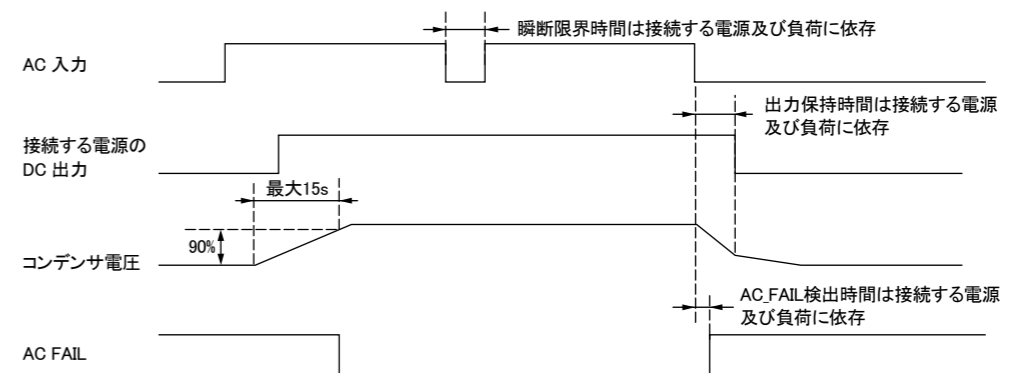 瞬断限界時間は接続する電源及び負荷に依存
AC 入力
出力保持時間は接続する電源
及び負荷に依存
接続する電源の
DC 出力
最大15s
90%
コンデンサ電圧
AC_FAIL検出時間は接続する電源
及び負荷に依存
AC FAIL